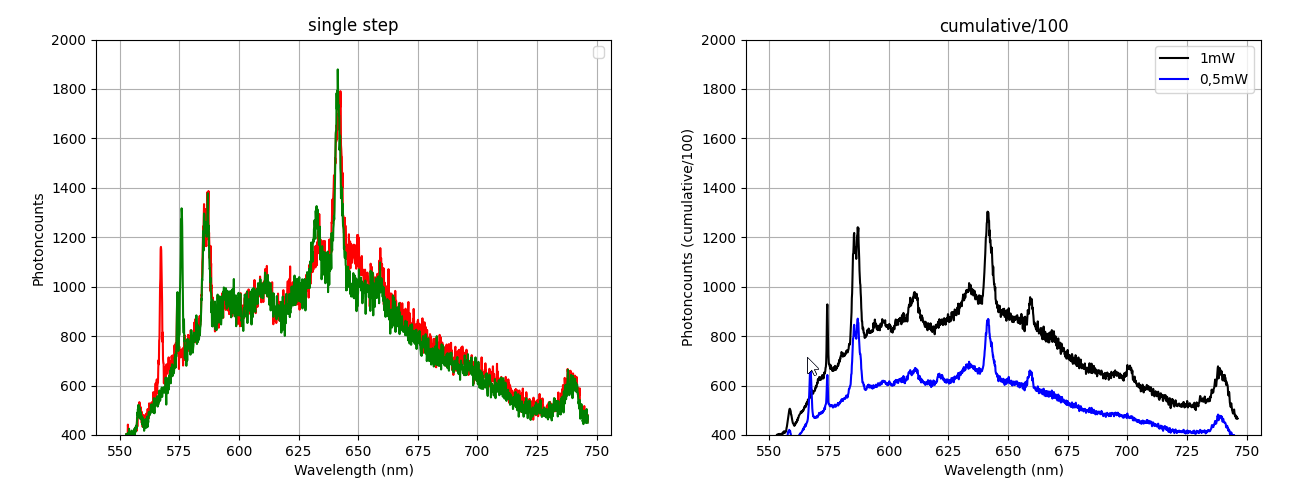 single step
2000
1800
1600
1400
1200
1000
800
600
400
Photoncounts
550 575 600 625 650 675 700 725 750
Wavelength (nm)
cumulative/100
2000
1800
1600
1400
1200
1000
800
600
400
Photoncounts (cumulative/100)
1mW
0,5mW
550 575 600 625 650 675 700 725 750
Wavelength (nm)